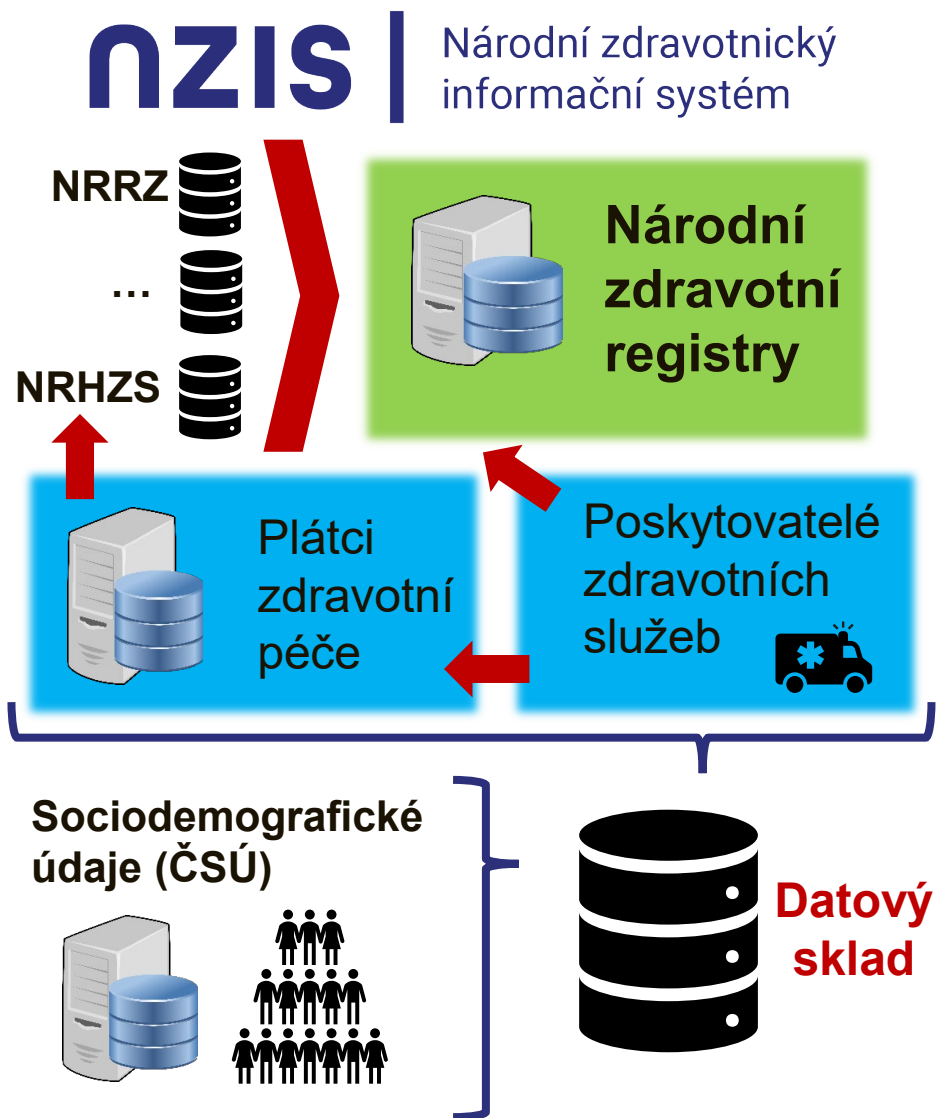 nzis
Národní zdravotnický
informační systém
NRRZ
...
NRHZS
Národní
zdravotní
registry
Plátci
zdravotní
péče
Poskytovatelé
zdravotních
služeb
Sociodemografické
údaje (ČSÚ)
Datový
sklad